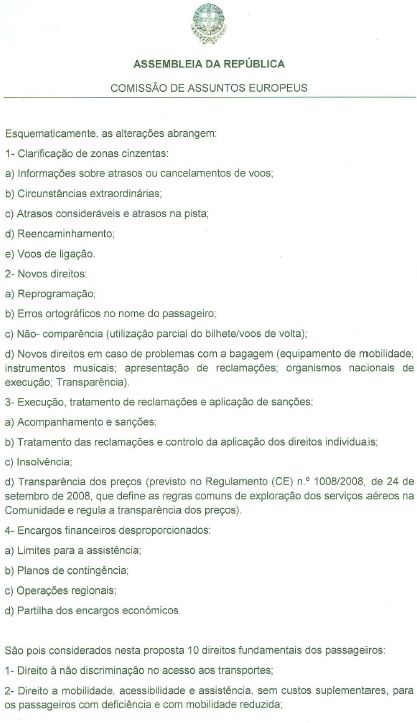 ASSEMBLEIA DA REPÚBLICA
COMISSÃO DE ASSUNTOS EUROPEUS
Esquematicamente, as alterações abrangem:
1- Clarificação de zonas cinzentas:
a) Informações sobre atrasos ou cancelamentos de voos;
b) Circunstâncias extraordinárias;
c) Atrasos consideráveis e atrasos na pista;
d) Reencaminhamento;
e) Voos de ligação.
2- Novos direitos:
a) Reprogramação;
b) Erros ortográficos no nome do passageiro;
c) Não- comparência (utilização parcial do bilhete/voos de volta);
d) Novos direitos em caso de problemas com a bagagem (equipamento de mobilidade;
instrumentos musicais; apresentação de reclamações; organismos nacionais de
execução; Transparência).
3- Execução, tratamento de reclamações e aplicação de sanções:
a) Acompanhamento e sanções;
b) Tratamento das reclamações e controlo da aplicação dos direitos individuais;
c) Insolvência;
d) Transparência dos preços (previsto no Regulamento (CE) n.º 1008/2008, de 24 de
setembro de 2008, que define as regras comuns de exploração dos serviços aéreos na
Comunidade e regula a transparência dos preços).
4- Encargos financeiros desproporcionados:
a) Limites para a assistência;
b) Planos de contingência;
c) Operações regionais;
d) Partilha dos encargos económicos.
São pois considerados nesta proposta 10 direitos fundamentais dos passageiros:
1- Direito à não discriminação no acesso aos transportes;
2- Direito a mobilidade, acessibilidade e assistência, sem custos suplementares, para
os passageiros com deficiência e com mobilidade reduzida;